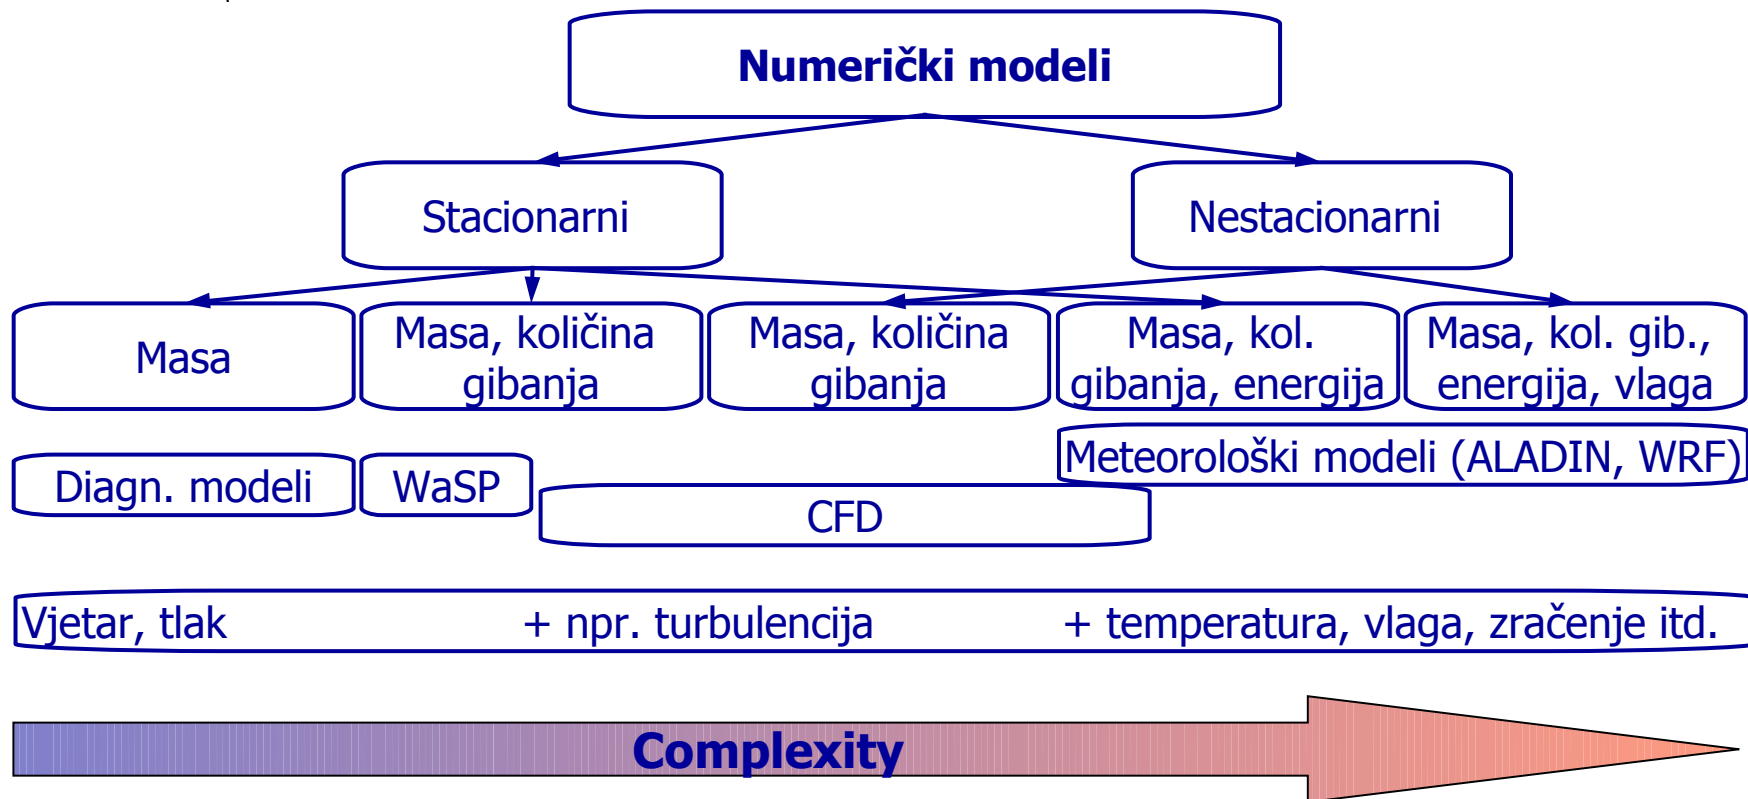 Numerički modeli
Stacionarni
Nestacionarni
Masa
Masa, količina
gibanja
Masa, količina
gibanja
Masa, kol.
gibanja, energija
Masa, kol. gib.,
energija, vlaga
Meteorološki modeli (ALADIN, WRF)
Diagn. modeli
WaSP
CFD
Vjetar, tlak + npr. turbulencija + temperatura, vlaga, zračenje itd.
Complexity